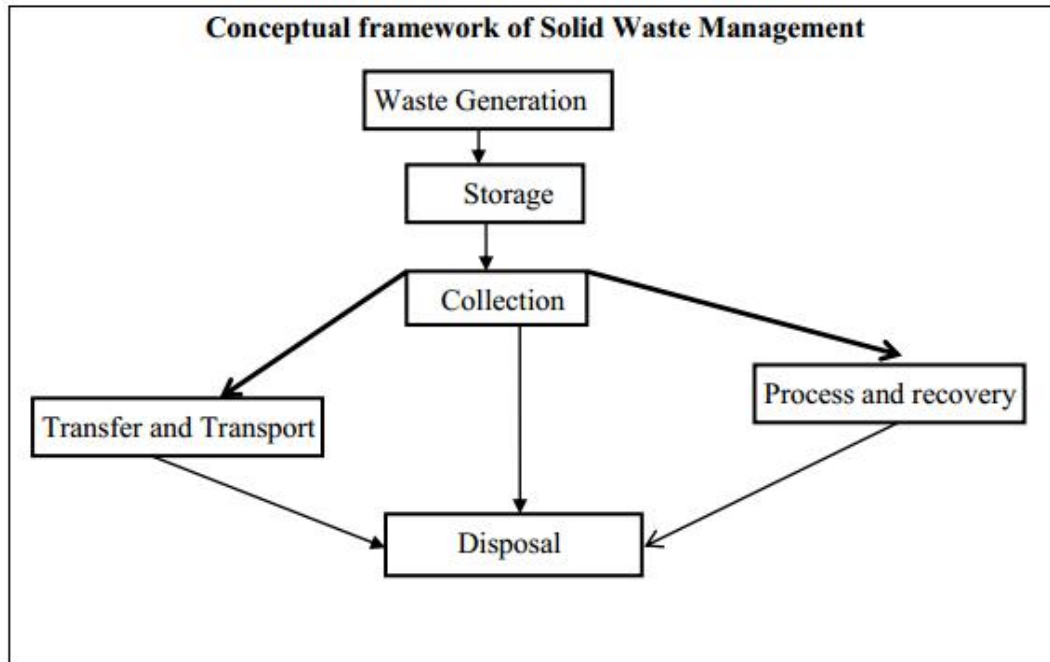 Conceptual framework of Solid Waste Management
Waste Generation
Storage
Collection
Transfer and Transport
Process and recovery
Disposal